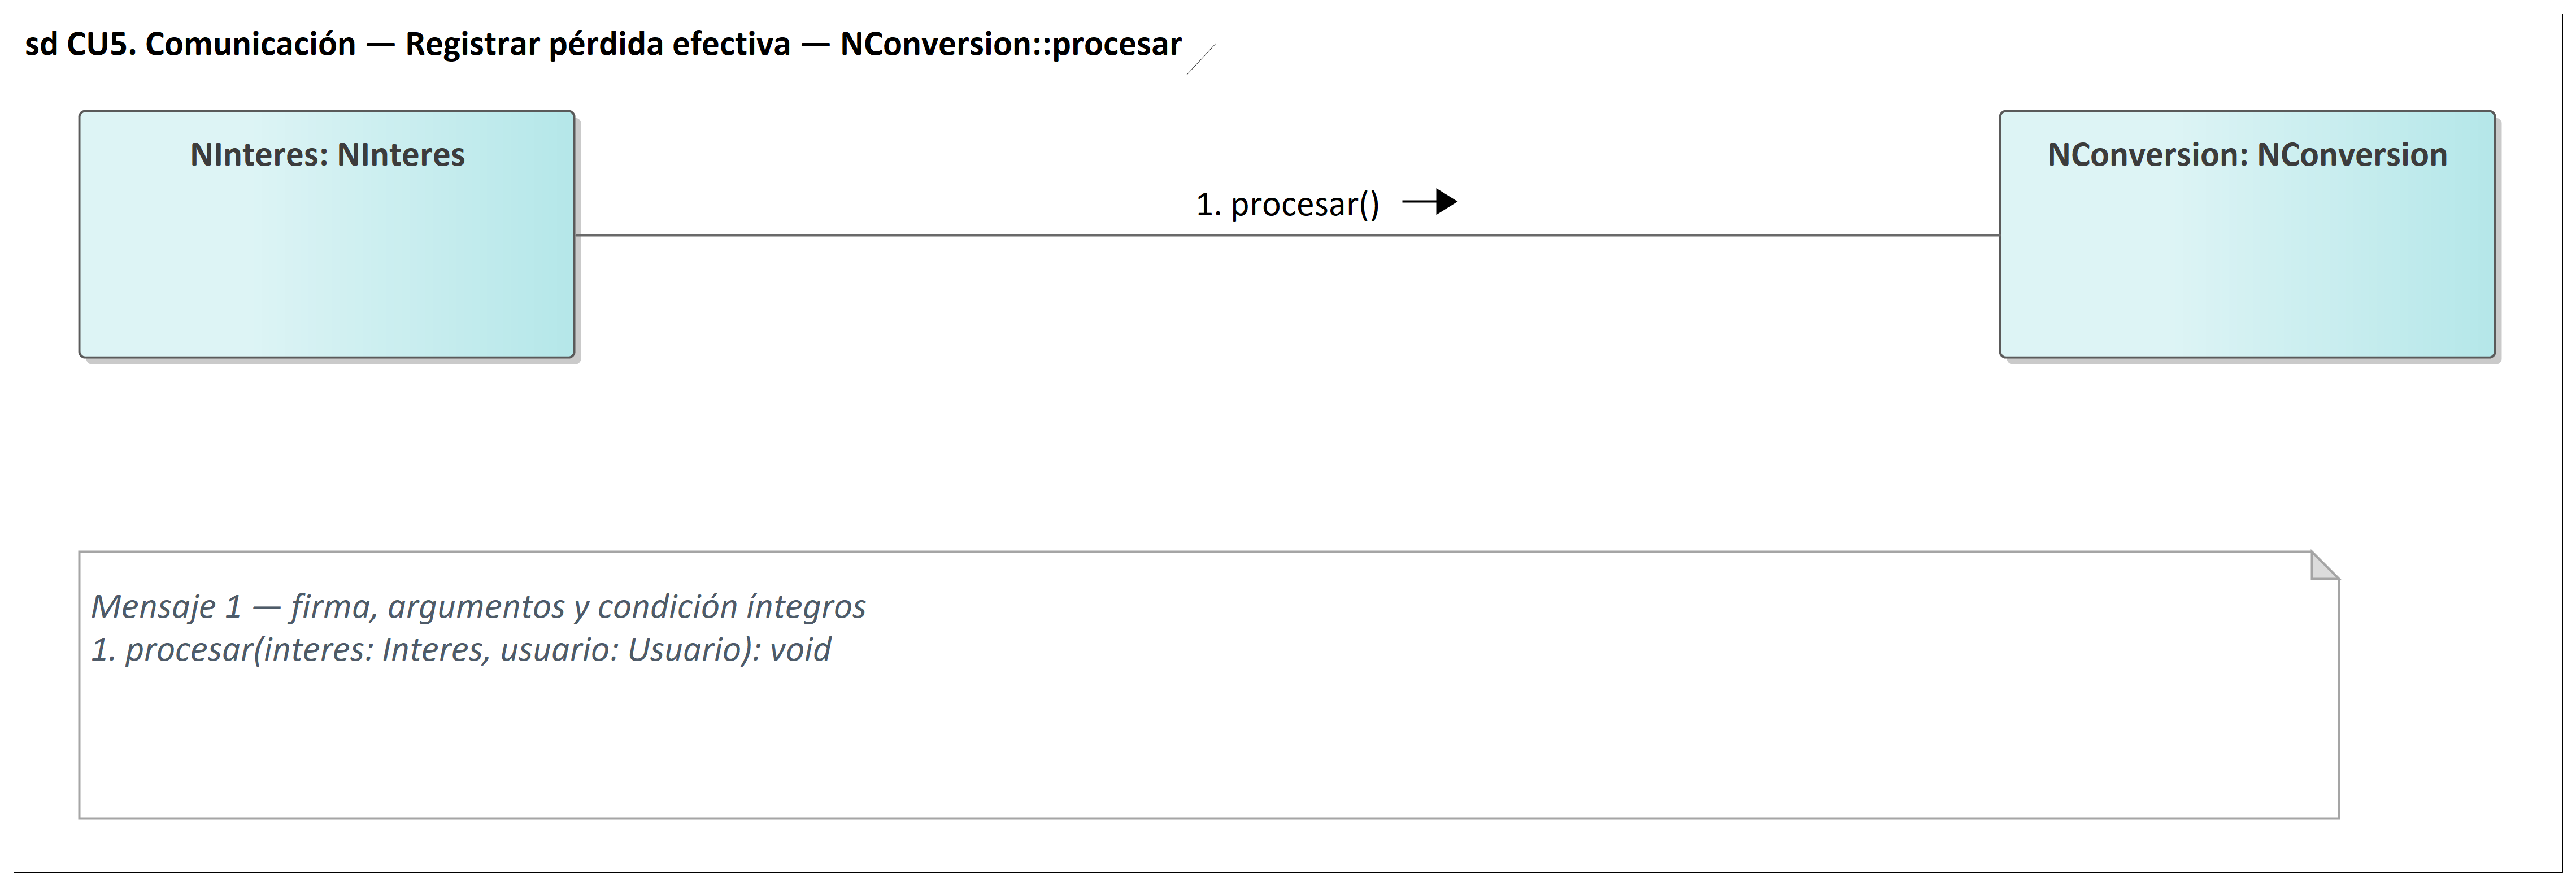 sd CU5. Comunicación — Registrar pérdida efectiva — NConversion::procesar
NInteres: NInteres
NConversion: NConversion
1. procesar()
Mensaje 1 — firma, argumentos y condición íntegros
1. procesar(interes: Interes, usuario: Usuario): void